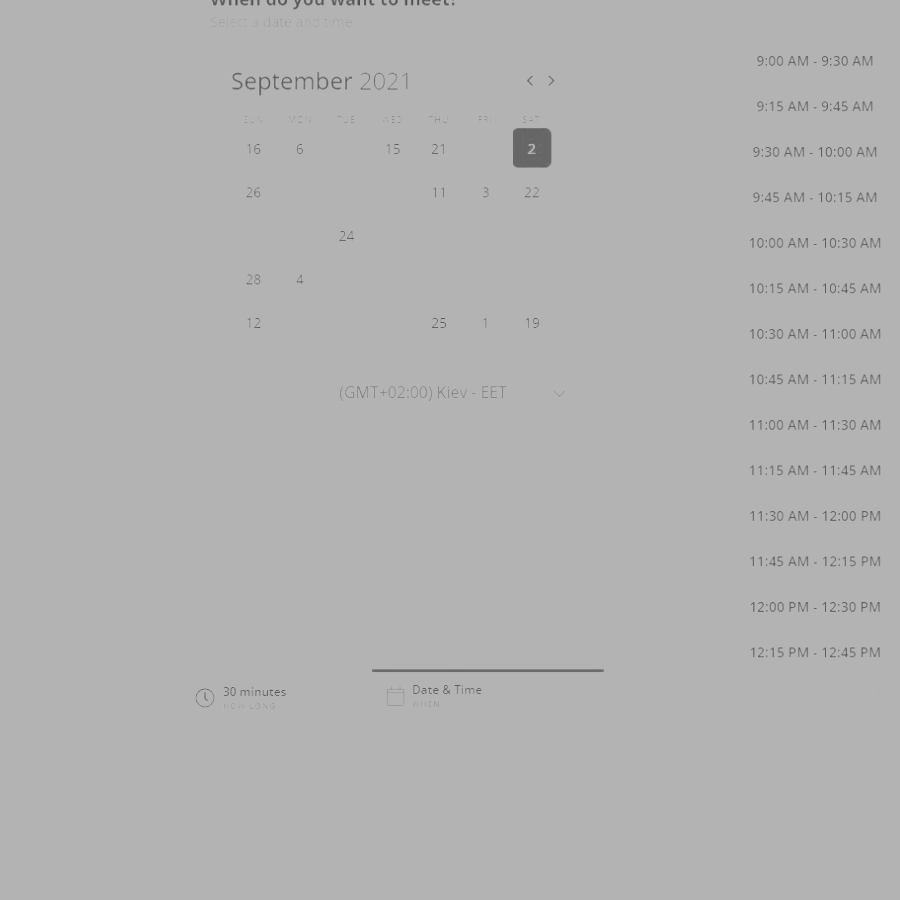 When do you want to meet?
Select a date and time
September 2021
SUN MON TUE WED THU FRI SAT
16 6 15 21 2
26 11 3 22
24
28 4
12 25 1 19
(GMT+02:00) Kiev - EET
9:00 AM - 9:30 AM
9:15 AM - 9:45 AM
9:30 AM - 10:00 AM
9:45 AM - 10:15 AM
10:00 AM - 10:30 AM
10:15 AM - 10:45 AM
10:30 AM - 11:00 AM
10:45 AM - 11:15 AM
11:00 AM - 11:30 AM
11:15 AM - 11:45 AM
11:30 AM - 12:00 PM
11:45 AM - 12:15 PM
12:00 PM - 12:30 PM
12:15 PM - 12:45 PM
30 minutes
HOW LONG
Date & Time
WHEN